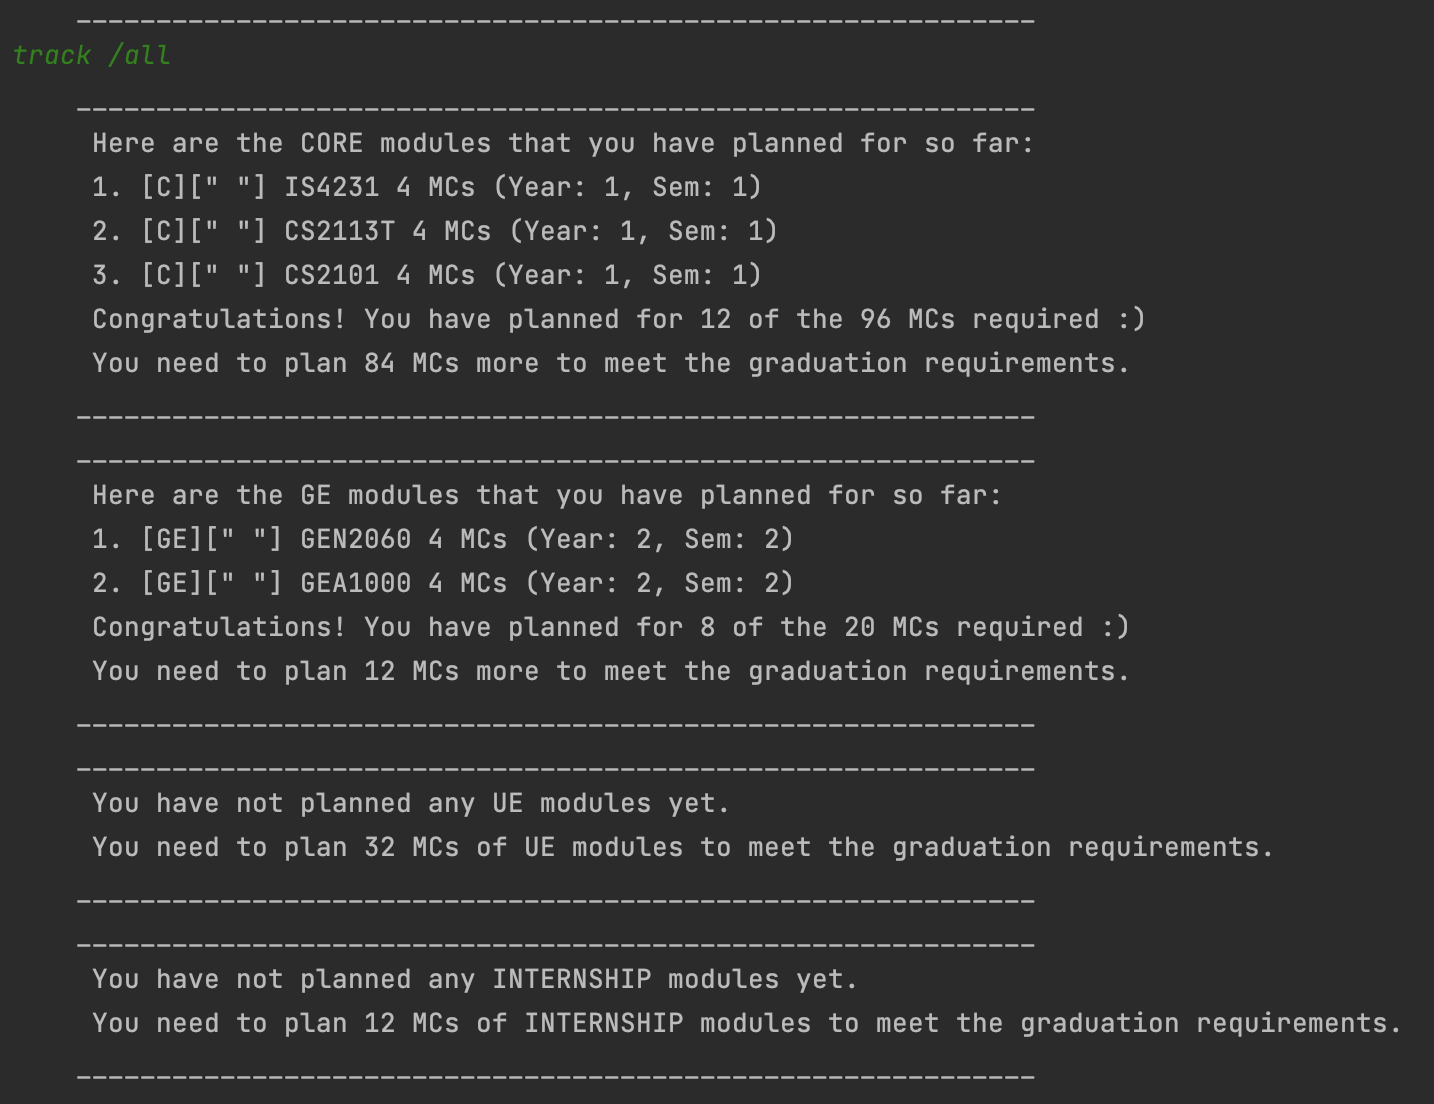 ____________________________________________________________
track /all
____________________________________________________________
Here are the CORE modules that you have planned for so far:
1. [C][" "] IS4231 4 MCs (Year: 1, Sem: 1)
2. [C][" "] CS2113T 4 MCs (Year: 1, Sem: 1)
3. [C][" "] CS2101 4 MCs (Year: 1, Sem: 1)
Congratulations! You have planned for 12 of the 96 MCs required :)
You need to plan 84 MCs more to meet the graduation requirements.
____________________________________________________________
____________________________________________________________
Here are the GE modules that you have planned for so far:
1. [GE][" "] GEN2060 4 MCs (Year: 2, Sem: 2)
2. [GE][" "] GEA1000 4 MCs (Year: 2, Sem: 2)
Congratulations! You have planned for 8 of the 20 MCs required :)
You need to plan 12 MCs more to meet the graduation requirements.
____________________________________________________________
____________________________________________________________
You have not planned any UE modules yet.
You need to plan 32 MCs of UE modules to meet the graduation requirements.
____________________________________________________________
____________________________________________________________
You have not planned any INTERNSHIP modules yet.
You need to plan 12 MCs of INTERNSHIP modules to meet the graduation requirements.
____________________________________________________________